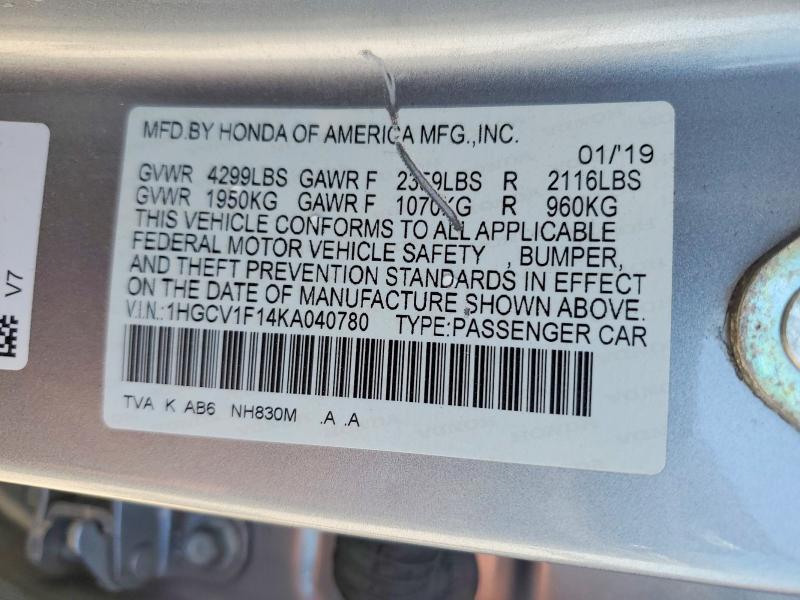 MFD.BY HONDA OF AMERICA MFG.,INC.
01/'19
GVWR 4299LBS GAWR F 2359LBS R 2116LBS
GVWR 1950KG GAWR F 1070KG R 960KG
THIS VEHICLE CONFORMS TO ALL APPLICABLE
FEDERAL MOTOR VEHICLE SAFETY , BUMPER,
AND THEFT PREVENTION STANDARDS IN EFFECT
ON THE DATE OF MANUFACTURE SHOWN ABOVE.
V.I.N.:1HGCV1F14KA040780 TYPE:PASSENGER CAR
TVA K AB6 NH830M .A .A
V7